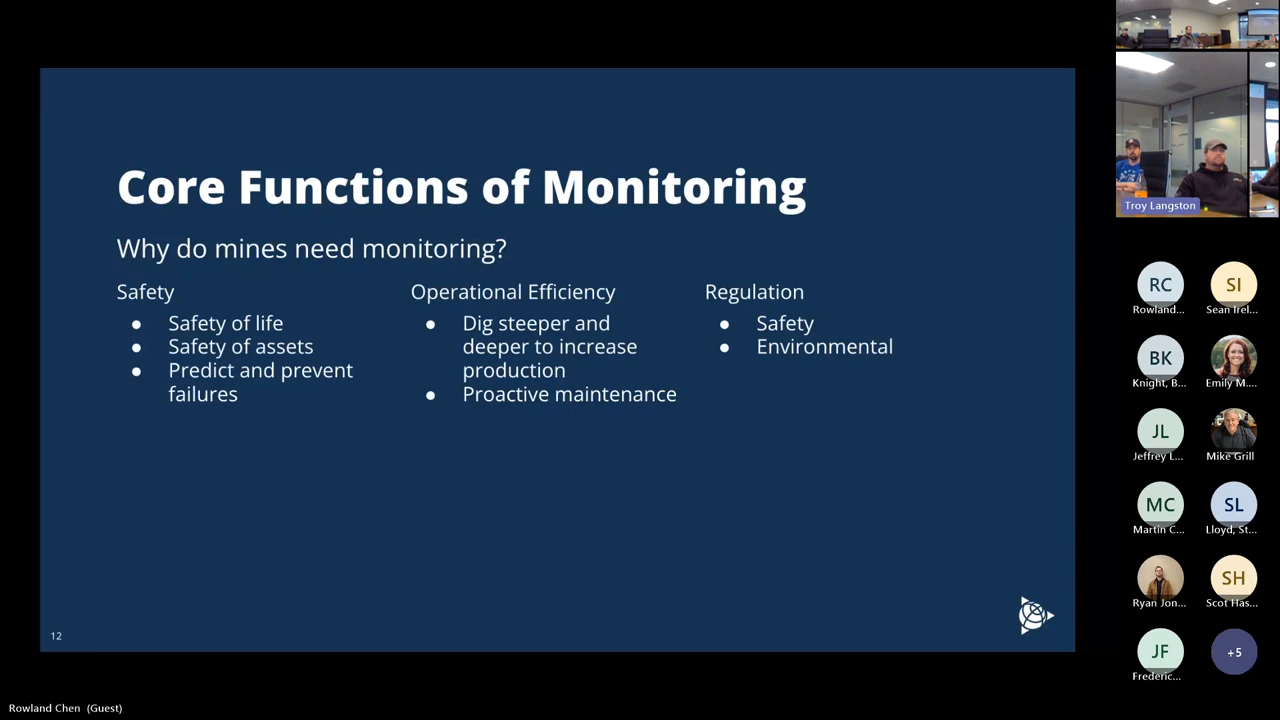 Core Functions of Monitoring
Why do mines need monitoring?
Safety
● Safety of life
● Safety of assets
● Predict and prevent
failures
Operational Efficiency
● Dig steeper and
deeper to increase
production
● Proactive maintenance
Regulation
● Safety
● Environmental
12
Troy Langston
RC
Rowland...
SI
Sean Irel...
BK
Knight, B...
Emily M....
JL
Jeffrey L...
Mike Grill
MC
Martin C...
SL
Lloyd, St...
Ryan Jon...
SH
Scot Has...
JF
Frederic...
+5
Rowland Chen (Guest)